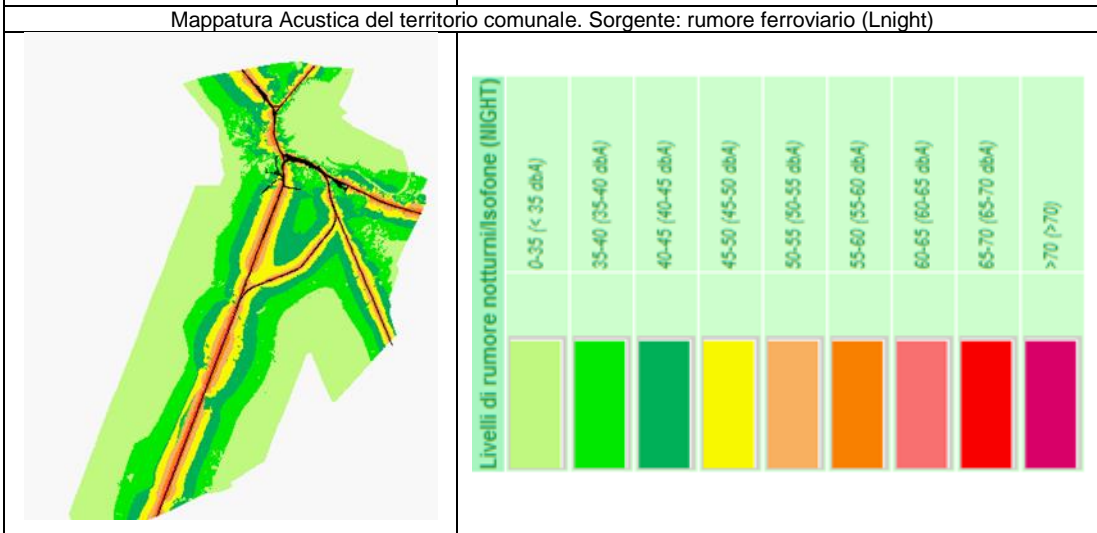 Mappatura Acustica del territorio comunale. Sorgente: rumore ferroviario (Lnight)
Livelli di rumore notturni/Isofone (NIGHT)
0-35 (< 35 dbA)
35-40 (35-40 dbA)
40-45 (40-45 dbA)
45-50 (45-50 dbA)
50-55 (50-55 dbA)
55-60 (55-60 dbA)
60-65 (60-65 dbA)
65-70 (65-70 dbA)
>70 (>70)